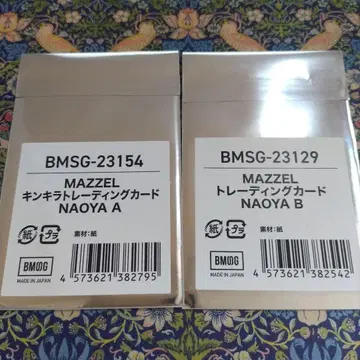 BMSG-23154
MAZZEL
キンキラトレーディングカード
NAOYA A
紙
プラ
素材:紙
BMSG
MADE IN JAPAN
4 573621 382795
BMSG-23129
MAZZEL
トレーディングカード
NAOYA B
紙
プラ
素材:紙
BMSG
MADE IN JAPAN
4 573621 382542